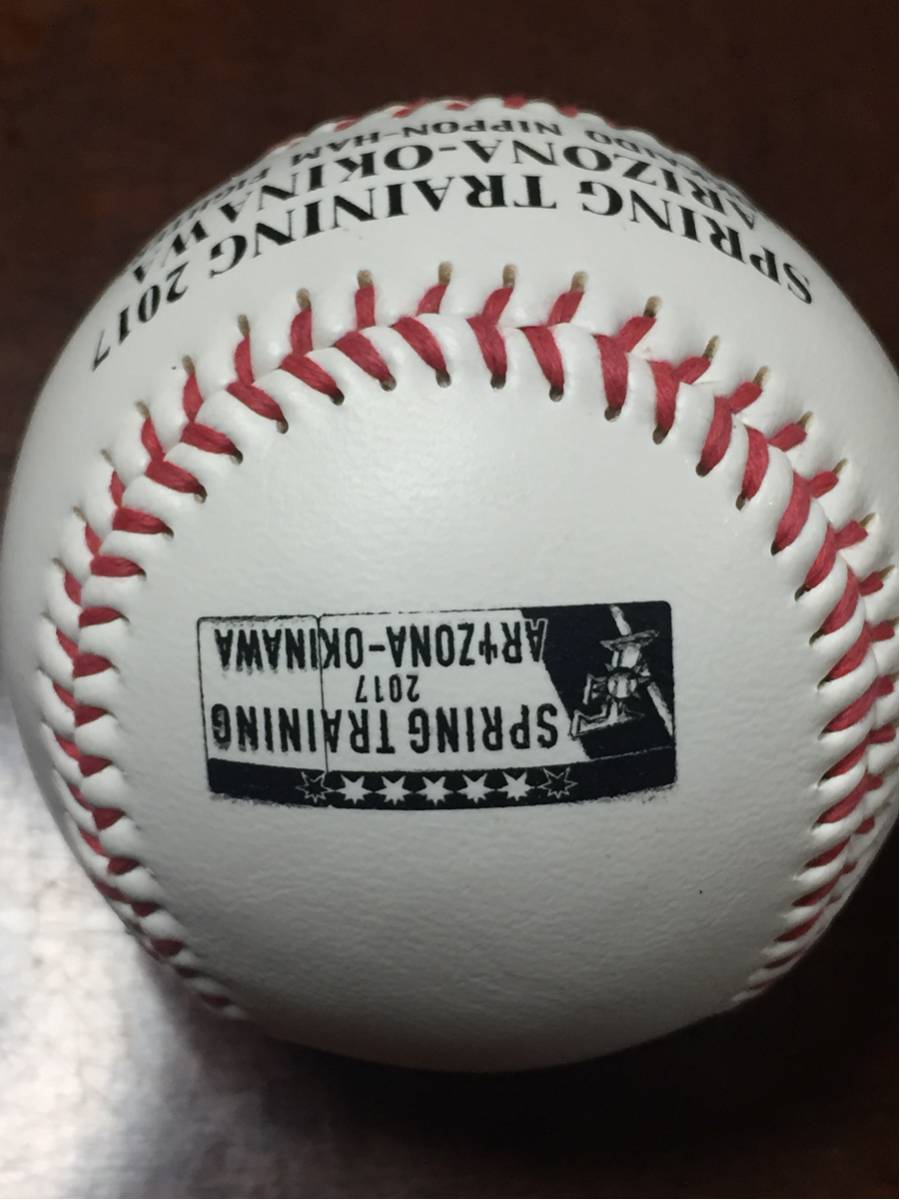 SPRING TRAINING
2017
ARIZONA-OKINAWA
SPRING TRAINING 2017
ARIZONA-OKINAWA
NIPPON-HAM